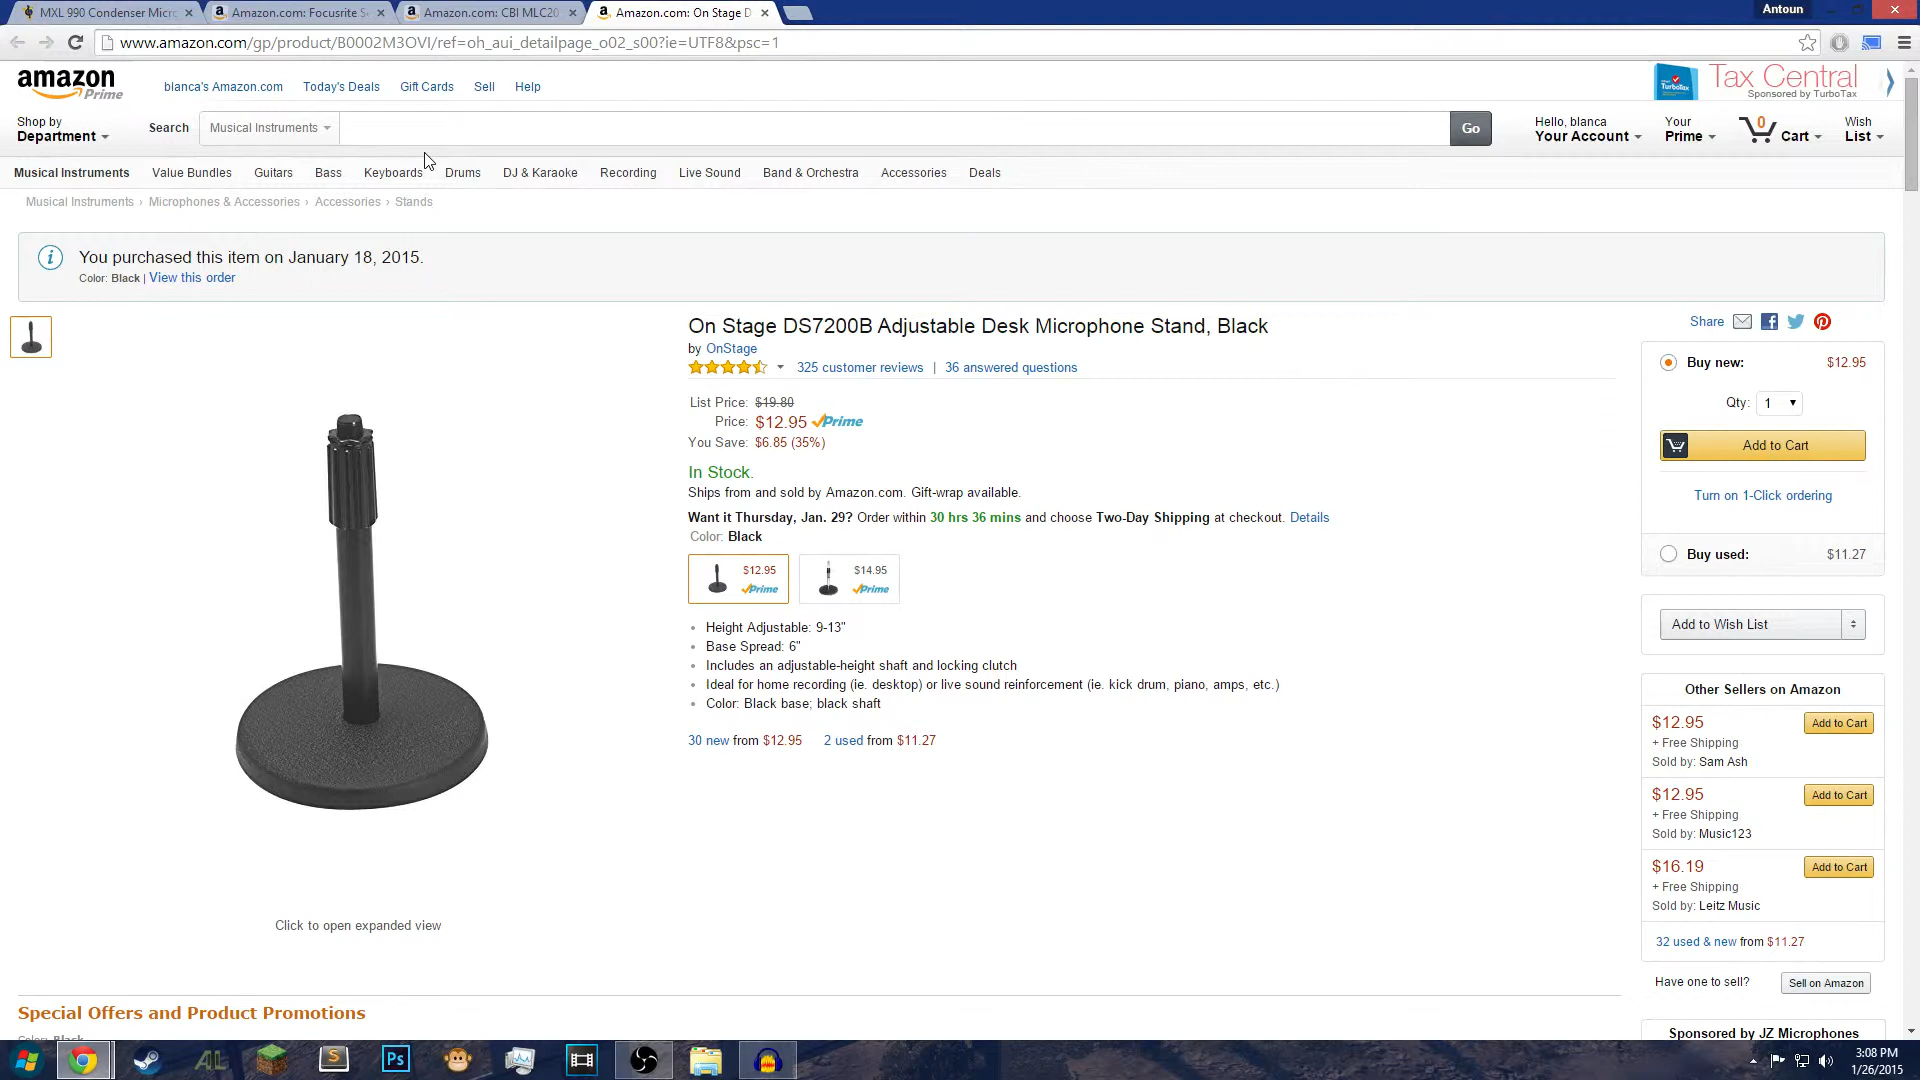 MXL 990 Condenser Micro
Amazon.com: Focusrite S
Amazon.com: CBI MLC20
Amazon.com: On Stage D
Antoun
www.amazon.com/gp/product/B0002M3OVI/ref=oh_aui_detailpage_o02_s00?ie=UTF8&psc=1
amazon
Prime
blanca's Amazon.com Today's Deals Gift Cards Sell Help
TurboTax
Tax Central
Sponsored by TurboTax
Shop by
Department
Search
Musical Instruments
Go
Hello, blanca
Your Account
Your
Prime
0
Cart
Wish
List
Musical Instruments Value Bundles Guitars Bass Keyboards Drums DJ & Karaoke Recording Live Sound Band & Orchestra Accessories Deals
Musical Instruments › Microphones & Accessories › Accessories › Stands
You purchased this item on January 18, 2015.
Color: Black | View this order
On Stage DS7200B Adjustable Desk Microphone Stand, Black
by OnStage
325 customer reviews | 36 answered questions
List Price: $19.80
Price: $12.95 Prime
You Save: $6.85 (35%)
In Stock.
Ships from and sold by Amazon.com. Gift-wrap available.
Want it Thursday, Jan. 29? Order within 30 hrs 36 mins and choose Two-Day Shipping at checkout. Details
Color: Black
$12.95
Prime
$14.95
Prime
• Height Adjustable: 9-13"
• Base Spread: 6"
• Includes an adjustable-height shaft and locking clutch
• Ideal for home recording (ie. desktop) or live sound reinforcement (ie. kick drum, piano, amps, etc.)
• Color: Black base; black shaft
30 new from $12.95 2 used from $11.27
Click to open expanded view
Share
Buy new: $12.95
Qty: 1
Add to Cart
Turn on 1-Click ordering
Buy used: $11.27
Add to Wish List
Other Sellers on Amazon
$12.95 Add to Cart
+ Free Shipping
Sold by: Sam Ash
$12.95 Add to Cart
+ Free Shipping
Sold by: Music123
$16.19 Add to Cart
+ Free Shipping
Sold by: Leitz Music
32 used & new from $11.27
Have one to sell? Sell on Amazon
Sponsored by JZ Microphones
Special Offers and Product Promotions
Color: Black
AL
S
Ps
3:08 PM
1/26/2015